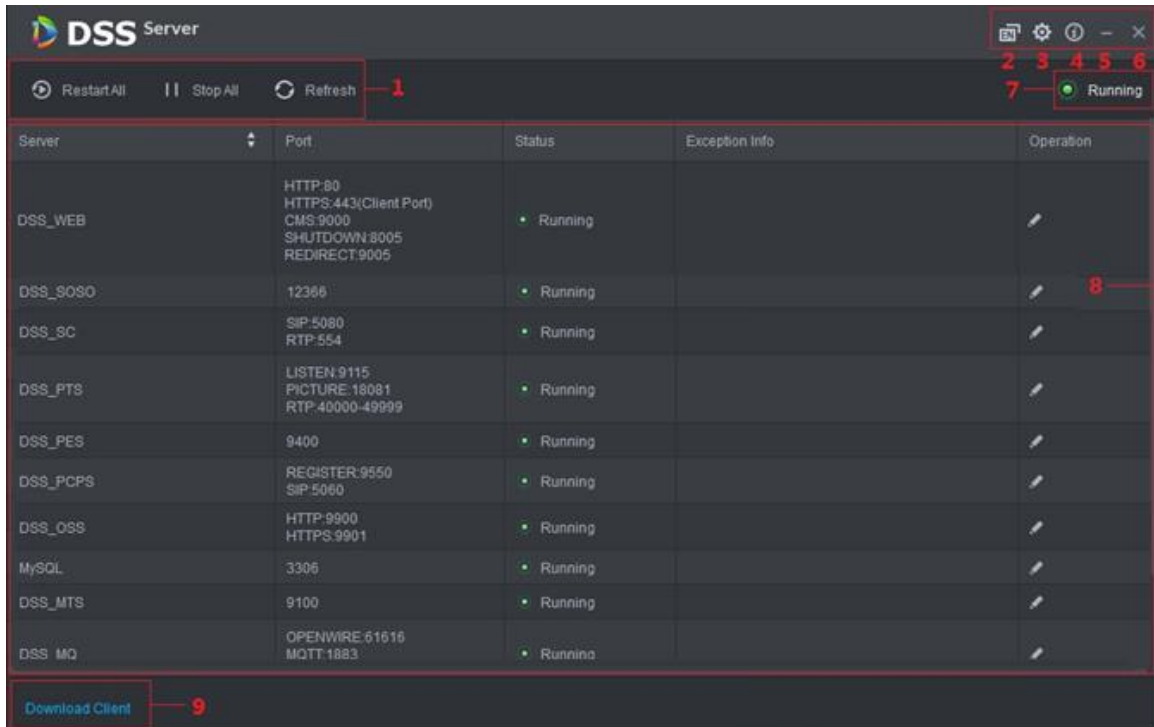 DSS Server
EN
2 3 4 5 6
Restart All Stop All Refresh 1
7 Running
Server Port Status Exception Info Operation
DSS_WEB
HTTP:80
HTTPS:443(Client Port)
CMS:9000
SHUTDOWN:8005
REDIRECT:9005
Running
8
DSS_SOSO 12366 Running
DSS_SC
SIP:5080
RTP:554
Running
DSS_PTS
LISTEN:9115
PICTURE:18081
RTP:40000-49999
Running
DSS_PES 9400 Running
DSS_PCPS
REGISTER:9550
SIP:5060
Running
DSS_OSS
HTTP:9900
HTTPS:9901
Running
MySQL 3306 Running
DSS_MTS 9100 Running
DSS_MQ
OPENWIRE:61616
MQTT:1883
Running
Download Client 9